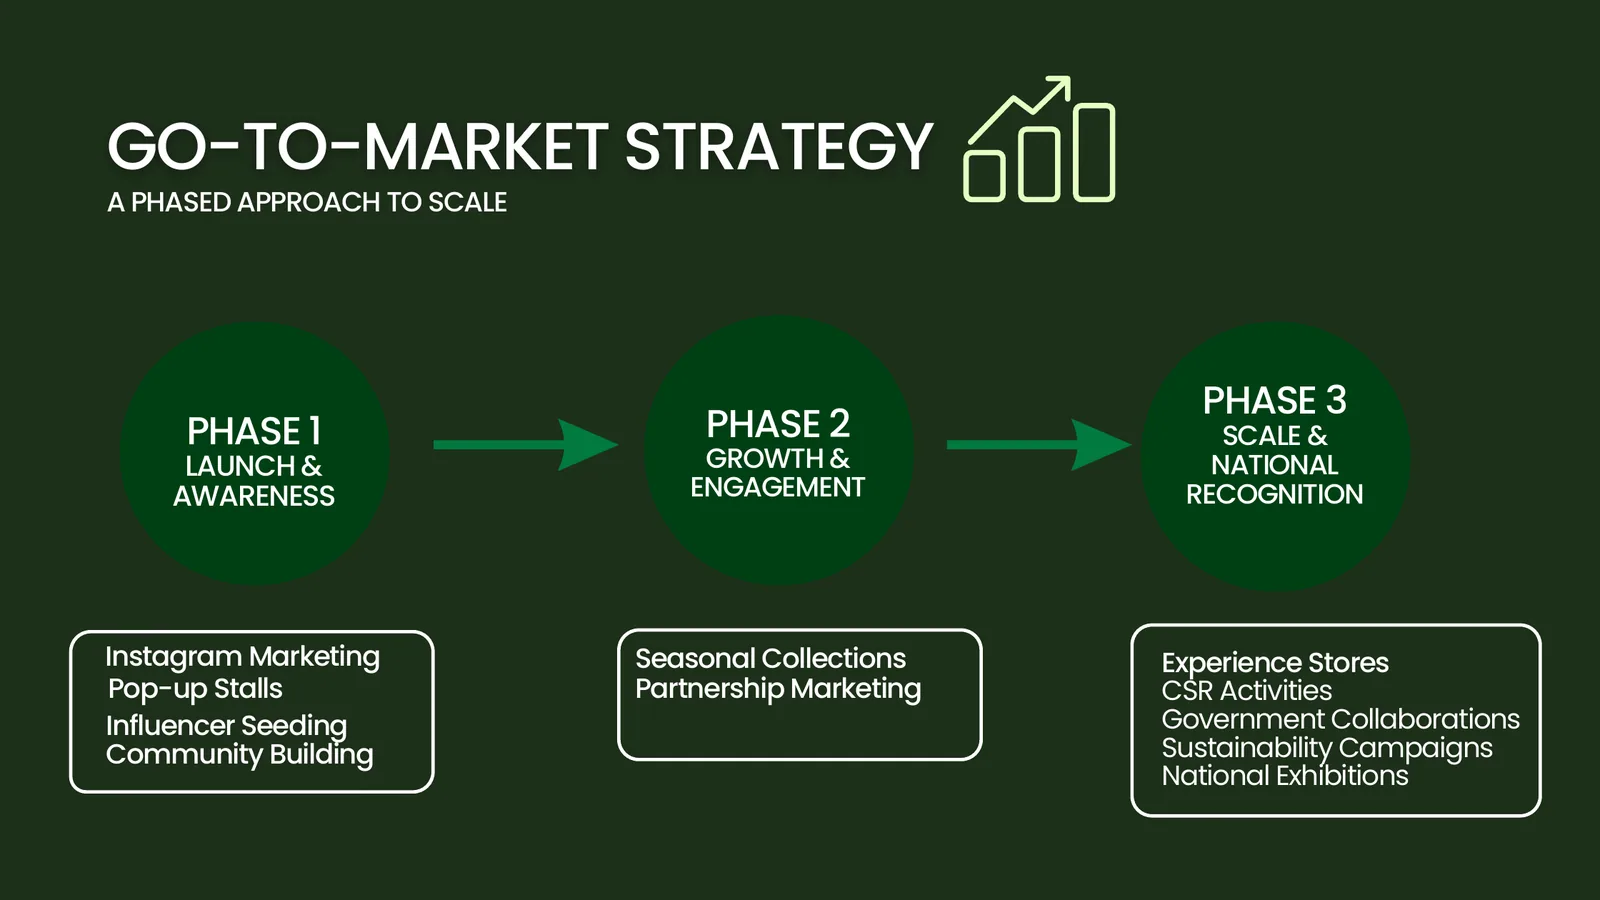 GO-TO-MARKET STRATEGY
A PHASED APPROACH TO SCALE
PHASE 1
LAUNCH &
AWARENESS
PHASE 2
GROWTH &
ENGAGEMENT
PHASE 3
SCALE &
NATIONAL
RECOGNITION
Instagram Marketing
Pop-up Stalls
Influencer Seeding
Community Building
Seasonal Collections
Partnership Marketing
Experience Stores
CSR Activities
Government Collaborations
Sustainability Campaigns
National Exhibitions